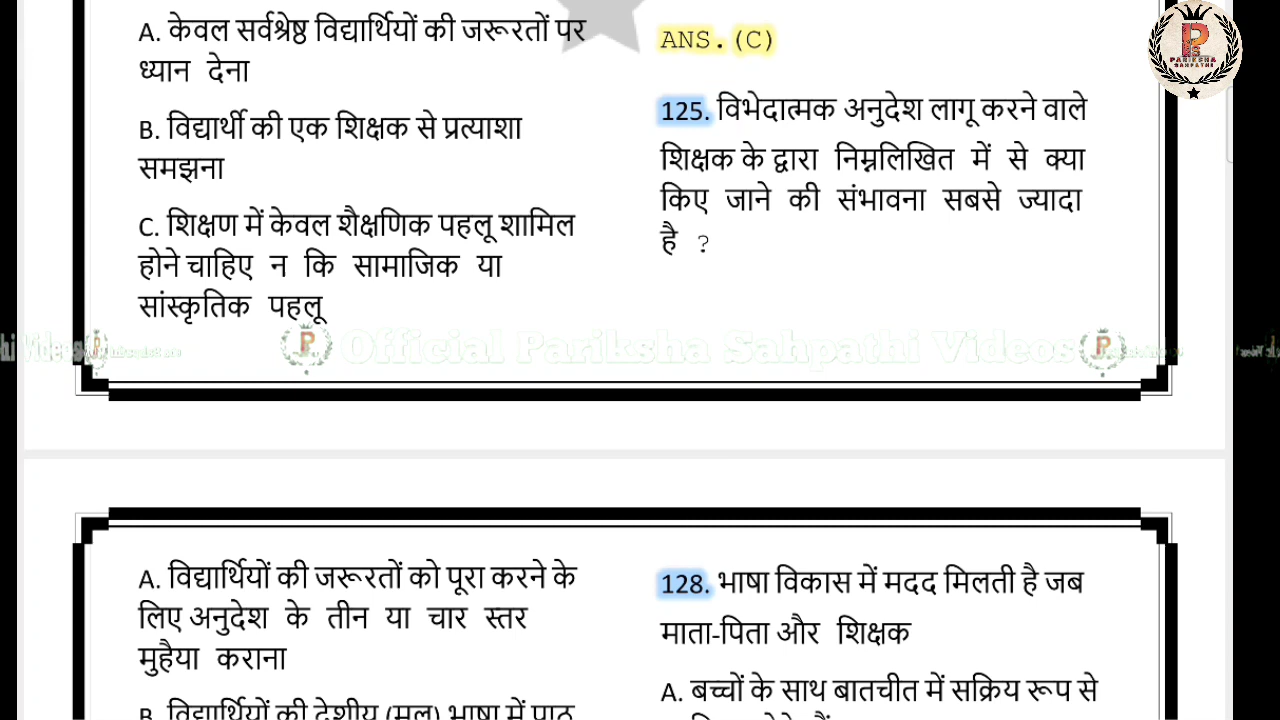 A. केवल सर्वश्रेष्ठ विद्यार्थियों की जरूरतों पर
ध्यान देना
B. विद्यार्थी की एक शिक्षक से प्रत्याशा
समझना
C. शिक्षण में केवल शैक्षणिक पहलू शामिल
होने चाहिए न कि सामाजिक या
सांस्कृतिक पहलू
ANS.(C)
125. विभेदात्मक अनुदेश लागू करने वाले
शिक्षक के द्वारा निम्नलिखित में से क्या
किए जाने की संभावना सबसे ज्यादा
है ?
PARIKSHA
SAHPATHI
Official Pariksha Sahpathi Videos
A. विद्यार्थियों की जरूरतों को पूरा करने के
लिए अनुदेश के तीन या चार स्तर
मुहैया कराना
B. विद्यार्थियों की देशीय (मूल) भाषा में पाठ
128. भाषा विकास में मदद मिलती है जब
माता-पिता और शिक्षक
A. बच्चों के साथ बातचीत में सक्रिय रूप से